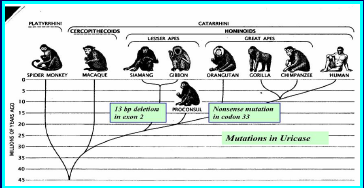 PLATYRRHINI CATARRHINI
CERCOPITHECOIDS HOMINOIDS
LESSER APES GREAT APES
SPIDER MONKEY MACAQUE SIAMANG GIBBON ORANGUTAN GORILLA CHIMPANZEE HUMAN
0
5
10
15
20
25
30
35
40
45
MILLIONS OF YEARS AGO
PROCONSUL
13 bp deletion
in exon 2
Nonsense mutation
in codon 33
Mutations in Uricase